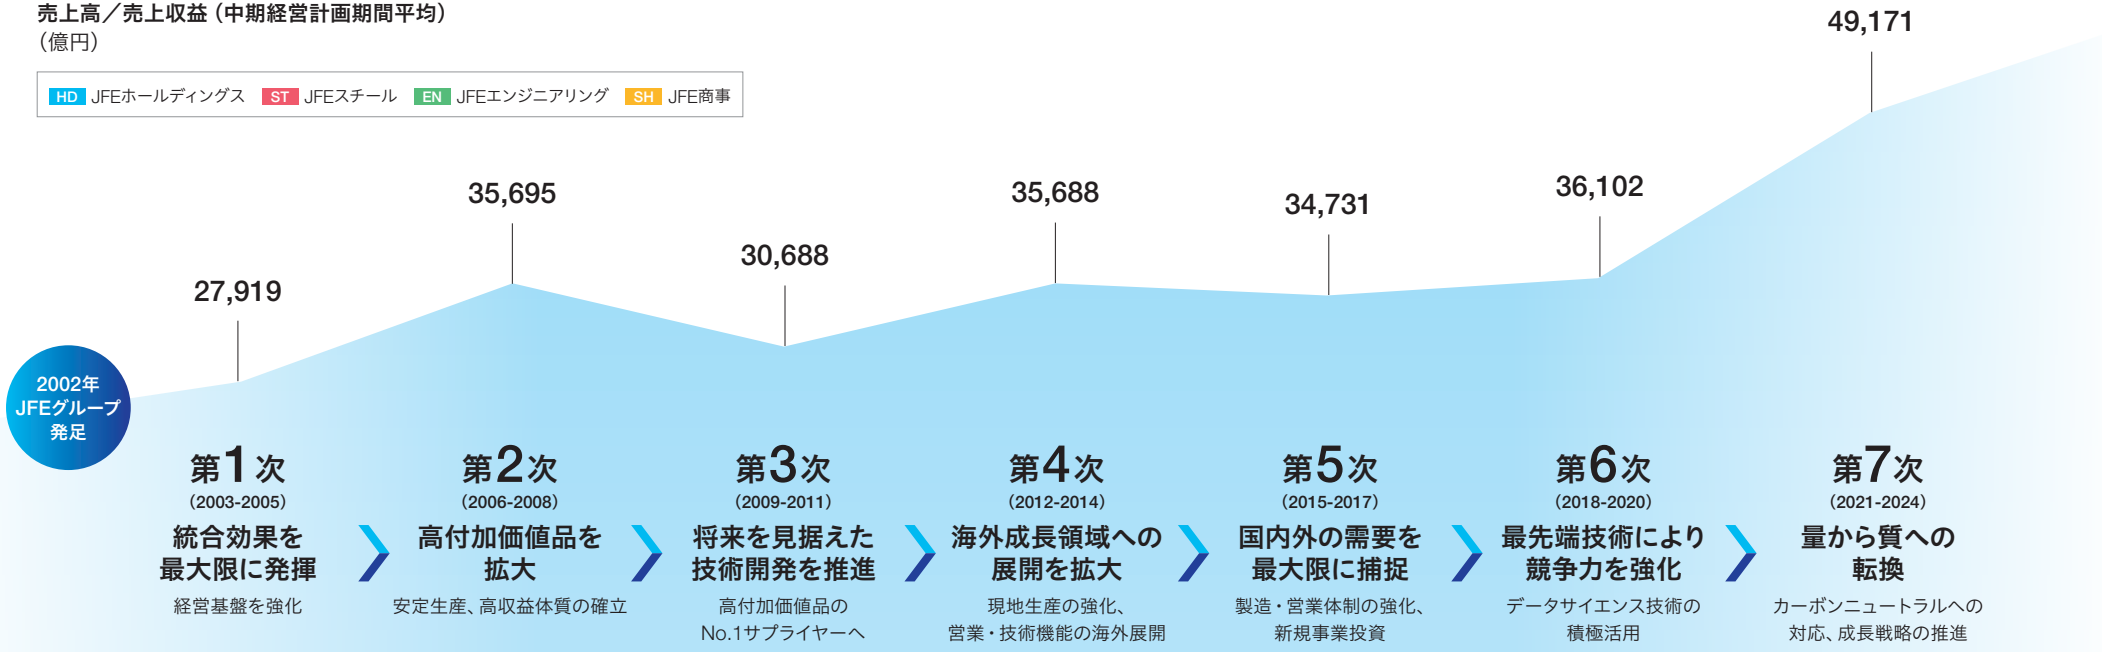 売上高／売上収益（中期経営計画期間平均）
（億円）
HD JFEホールディングス ST JFEスチール EN JFEエンジニアリング SH JFE商事
27,919
35,695
30,688
35,688
34,731
36,102
49,171
2002年
JFEグループ
発足
第1次
（2003-2005）
統合効果を
最大限に発揮
経営基盤を強化
第2次
（2006-2008）
高付加価値品を
拡大
安定生産、高収益体質の確立
第3次
（2009-2011）
将来を見据えた
技術開発を推進
高付加価値品の
No.1サプライヤーへ
第4次
（2012-2014）
海外成長領域への
展開を拡大
現地生産の強化、
営業・技術機能の海外展開
第5次
（2015-2017）
国内外の需要を
最大限に捕捉
製造・営業体制の強化、
新規事業投資
第6次
（2018-2020）
最先端技術により
競争力を強化
データサイエンス技術の
積極活用
第7次
（2021-2024）
量から質への
転換
カーボンニュートラルへの
対応、成長戦略の推進